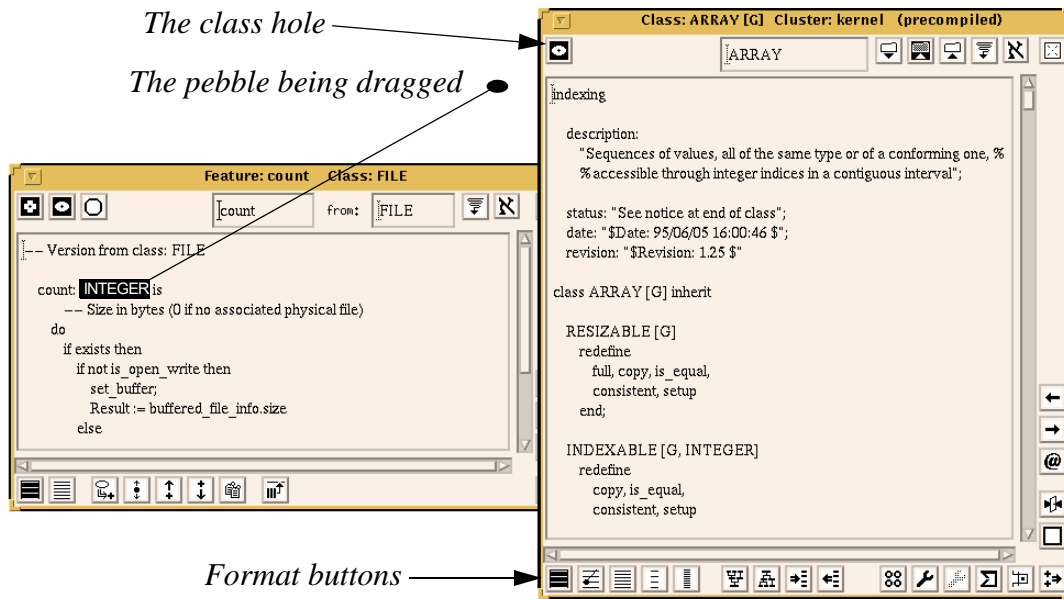 The class hole
The pebble being dragged
Format buttons
Feature: count Class: FILE
count from: FILE
-- Version from class: FILE
count: INTEGER is
-- Size in bytes (0 if no associated physical file)
do
if exists then
if not is_open_write then
set_buffer;
Result := buffered_file_info.size
else
Class: ARRAY [G] Cluster: kernel (precompiled)
ARRAY
indexing
description:
"Sequences of values, all of the same type or of a conforming one, %
% accessible through integer indices in a contiguous interval";
status: "See notice at end of class";
date: "$Date: 95/06/05 16:00:46 $";
revision: "$Revision: 1.25 $"
class ARRAY [G] inherit
RESIZABLE [G]
redefine
full, copy, is_equal,
consistent, setup
end;
INDEXABLE [G, INTEGER]
redefine
copy, is_equal,
consistent, setup